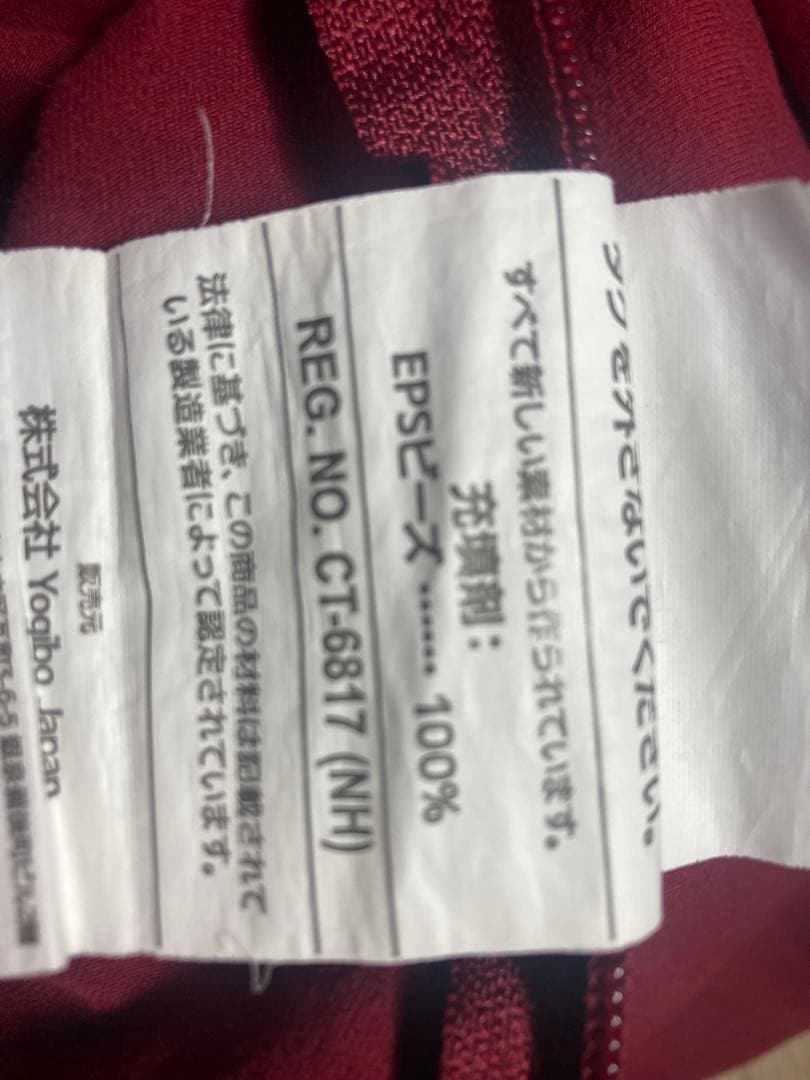 タグを外さないでください。
すべて新しい素材から作られています。
充填剤：
EPSビーズ ...... 100%
REG. NO. CT-6817 (NH)
法律に基づき、この商品の材料は記載されて
いる製造業者によって認定されています。
販売元
株式会社 Yogibo Japan